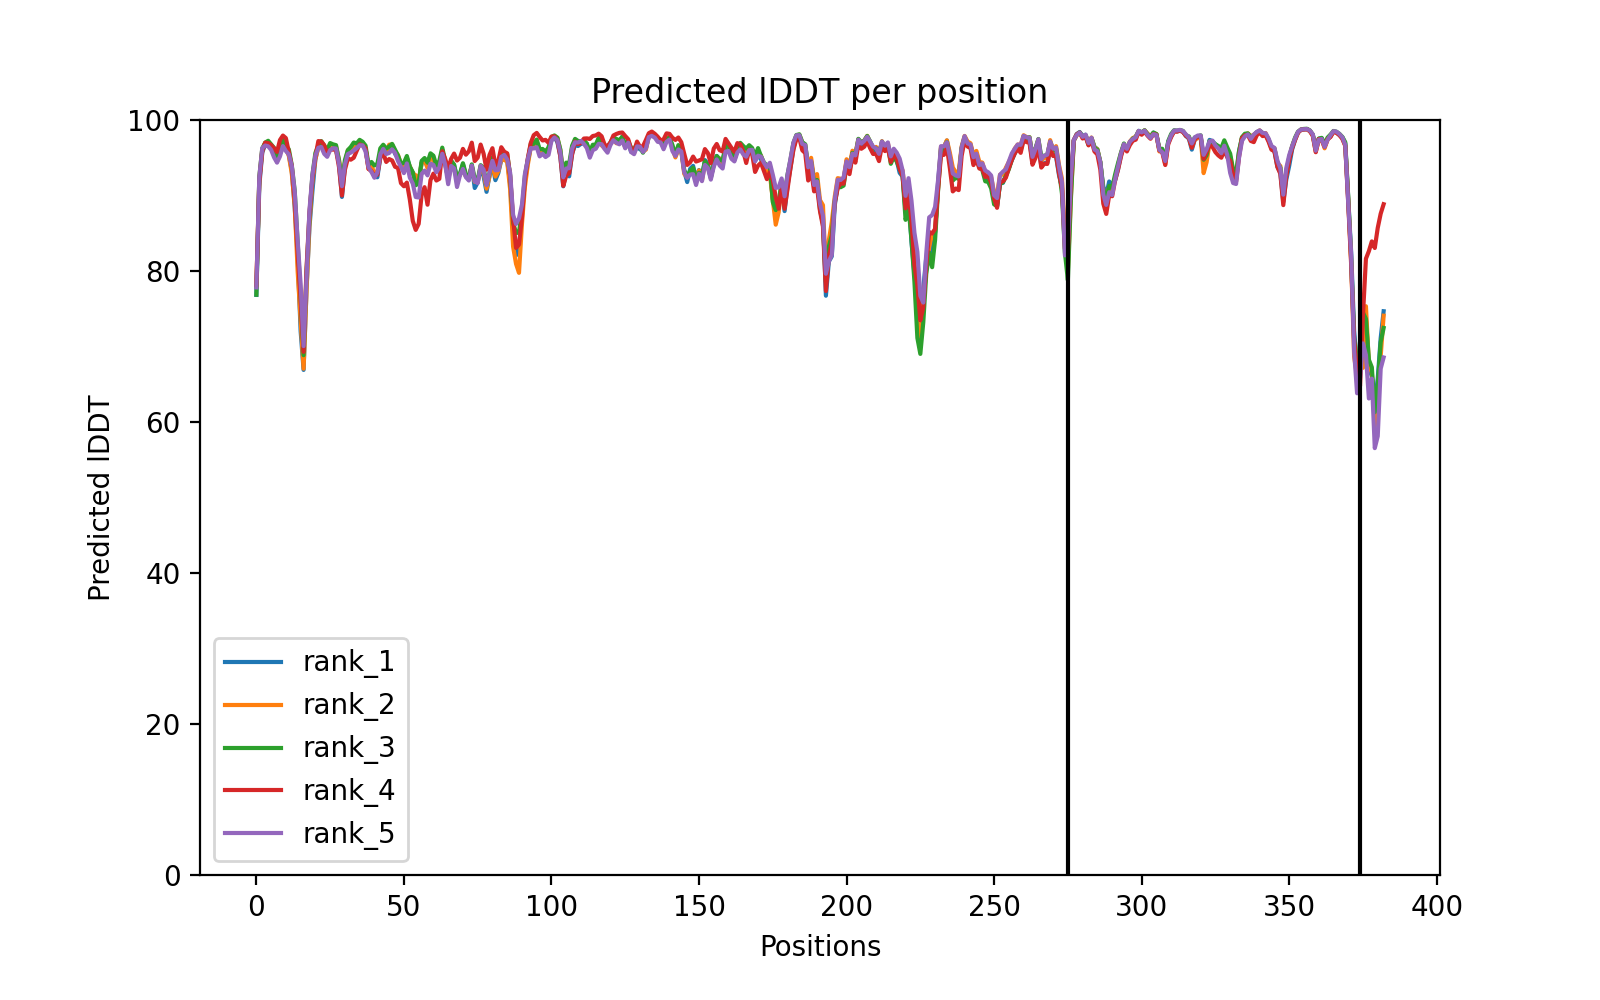 Predicted lDDT per position
100
80
60
40
20
0
Predicted lDDT
rank_1
rank_2
rank_3
rank_4
rank_5
0 50 100 150 200 250 300 350 400
Positions